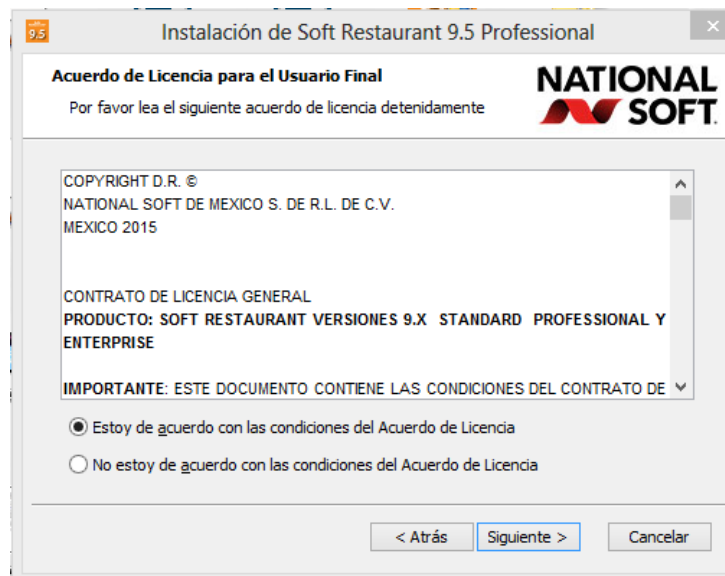 9.5
Instalación de Soft Restaurant 9.5 Professional
Acuerdo de Licencia para el Usuario Final
Por favor lea el siguiente acuerdo de licencia detenidamente
NATIONAL
SOFT.
COPYRIGHT D.R. ©
NATIONAL SOFT DE MEXICO S. DE R.L. DE C.V.
MEXICO 2015
CONTRATO DE LICENCIA GENERAL
PRODUCTO: SOFT RESTAURANT VERSIONES 9.X STANDARD PROFESSIONAL Y
ENTERPRISE
IMPORTANTE: ESTE DOCUMENTO CONTIENE LAS CONDICIONES DEL CONTRATO DE
Estoy de acuerdo con las condiciones del Acuerdo de Licencia
No estoy de acuerdo con las condiciones del Acuerdo de Licencia
< Atrás
Siguiente >
Cancelar